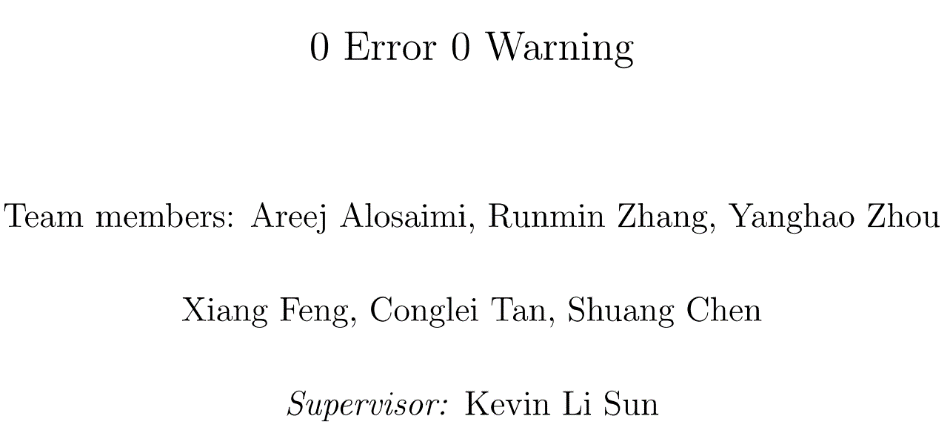 0 Error 0 Warning
Team members: Areej Alosaimi, Runmin Zhang, Yanghao Zhou
Xiang Feng, Conglei Tan, Shuang Chen
Supervisor: Kevin Li Sun